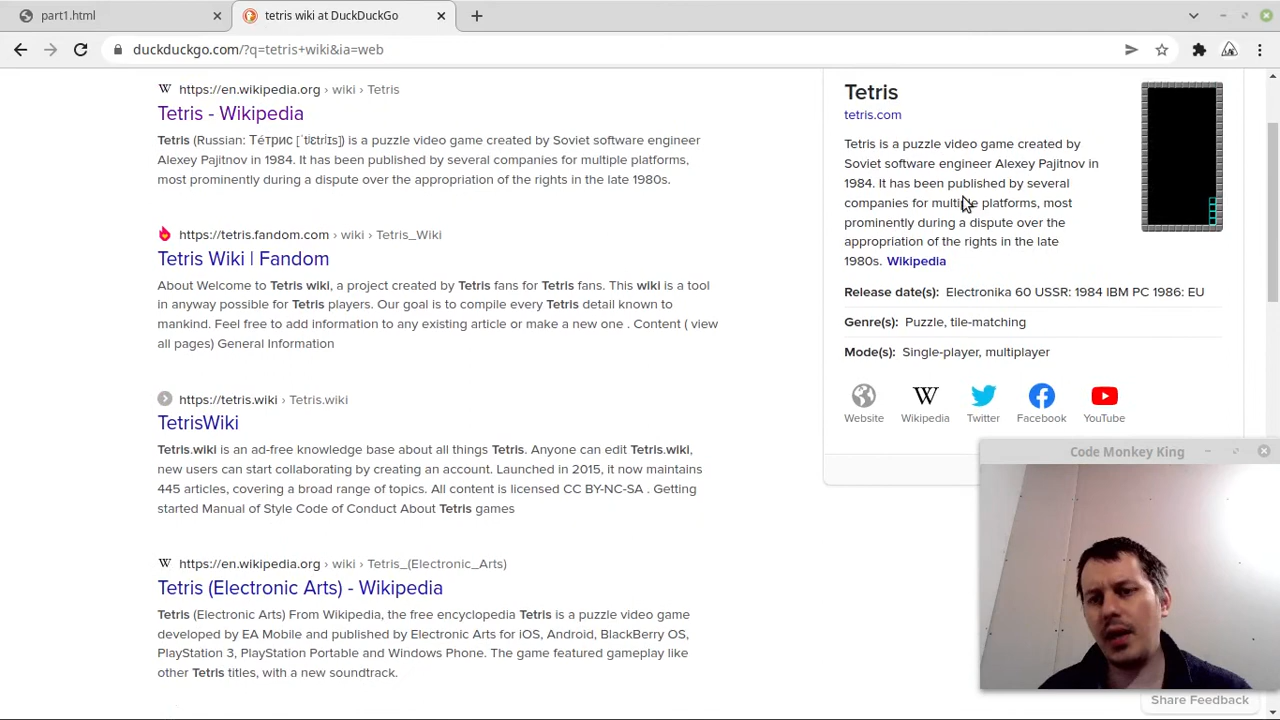 part1.html
tetris wiki at DuckDuckGo
duckduckgo.com/?q=tetris+wiki&ia=web
https://en.wikipedia.org › wiki › Tetris
Tetris - Wikipedia
Tetris (Russian: Тéтрис [ˈtɛtrɪs]) is a puzzle video game created by Soviet software engineer
Alexey Pajitnov in 1984. It has been published by several companies for multiple platforms,
most prominently during a dispute over the appropriation of the rights in the late 1980s.
https://tetris.fandom.com › wiki › Tetris_Wiki
Tetris Wiki | Fandom
About Welcome to Tetris wiki, a project created by Tetris fans for Tetris fans. This wiki is a tool
in anyway possible for Tetris players. Our goal is to compile every Tetris detail known to
mankind. Feel free to add information to any existing article or make a new one . Content ( view
all pages) General Information
https://tetris.wiki › Tetris.wiki
TetrisWiki
Tetris.wiki is an ad-free knowledge base about all things Tetris. Anyone can edit Tetris.wiki,
new users can start collaborating by creating an account. Launched in 2015, it now maintains
445 articles, covering a broad range of topics. All content is licensed CC BY-NC-SA . Getting
started Manual of Style Code of Conduct About Tetris games
https://en.wikipedia.org › wiki › Tetris_(Electronic_Arts)
Tetris (Electronic Arts) - Wikipedia
Tetris (Electronic Arts) From Wikipedia, the free encyclopedia Tetris is a puzzle video game
developed by EA Mobile and published by Electronic Arts for iOS, Android, BlackBerry OS,
PlayStation 3, PlayStation Portable and Windows Phone. The game featured gameplay like
other Tetris titles, with a new soundtrack.
Tetris
tetris.com
Tetris is a puzzle video game created by
Soviet software engineer Alexey Pajitnov in
1984. It has been published by several
companies for multiple platforms, most
prominently during a dispute over the
appropriation of the rights in the late
1980s. Wikipedia
Release date(s): Electronika 60 USSR: 1984 IBM PC 1986: EU
Genre(s): Puzzle, tile-matching
Mode(s): Single-player, multiplayer
Website Wikipedia Twitter Facebook YouTube
Code Monkey King
Share Feedback